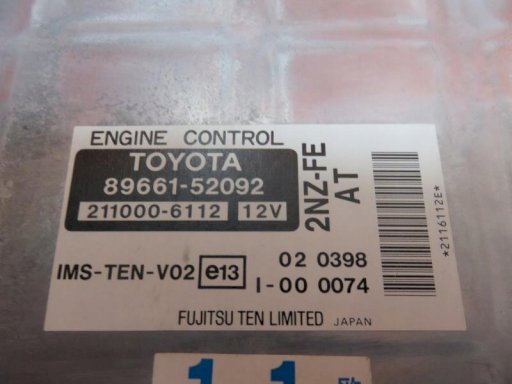 ENGINE CONTROL
TOYOTA
89661-52092
211000-6112 12V
2NZ-FE
AT
*2116112E*
IMS-TEN-V02 e13
02 0398
I-00 0074
FUJITSU TEN LIMITED JAPAN